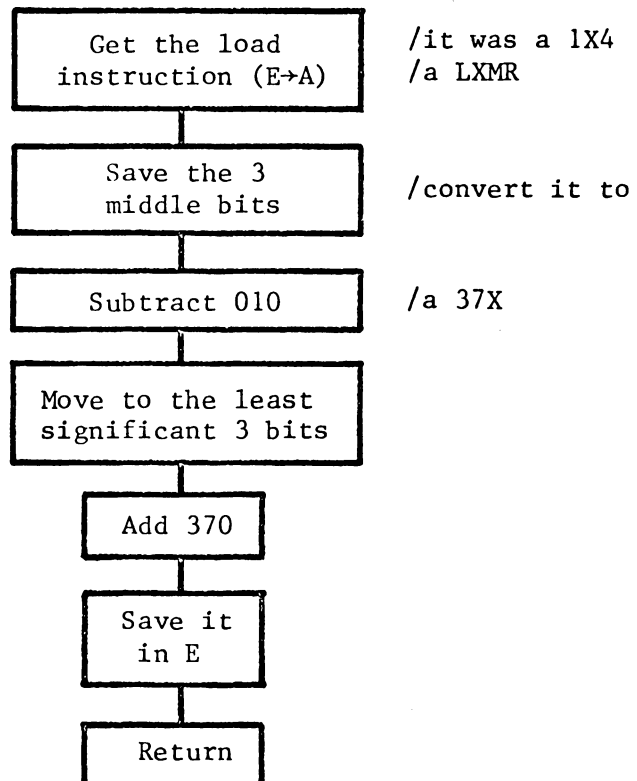 Get the load
instruction (E→A)
/it was a 1X4
/a LXMR
Save the 3
middle bits
/convert it to
Subtract 010
/a 37X
Move to the least
significant 3 bits
Add 370
Save it
in E
Return